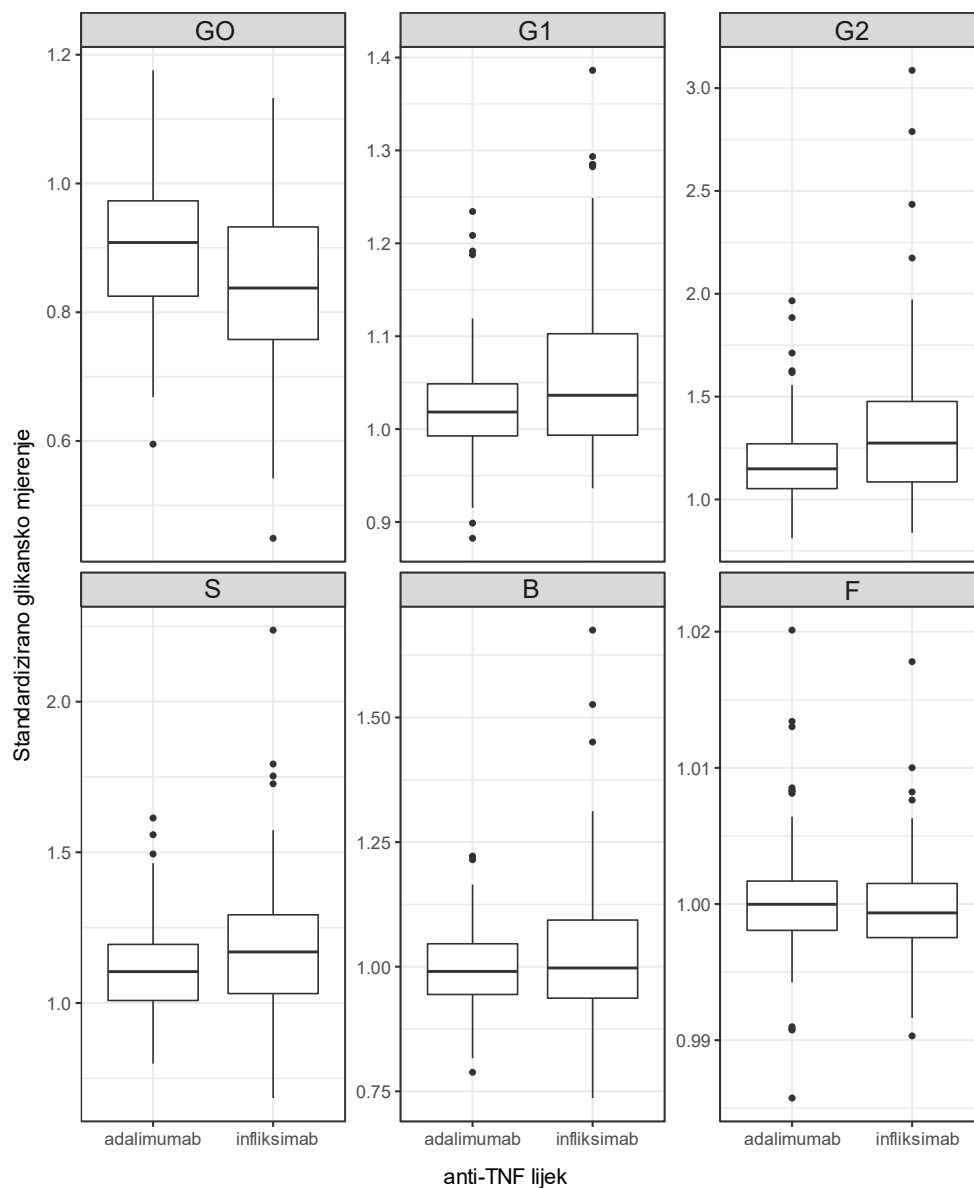 GO
G1
G2
1.2
1.0
0.8
0.6
1.4
1.3
1.2
1.1
1.0
0.9
3.0
2.5
2.0
1.5
1.0
Standardizirano glikansko mjerenje
S
B
F
2.0
1.5
1.0
1.50
1.25
1.00
0.75
1.02
1.01
1.00
0.99
adalimumab infliksimab
adalimumab infliksimab
adalimumab infliksimab
anti-TNF lijek